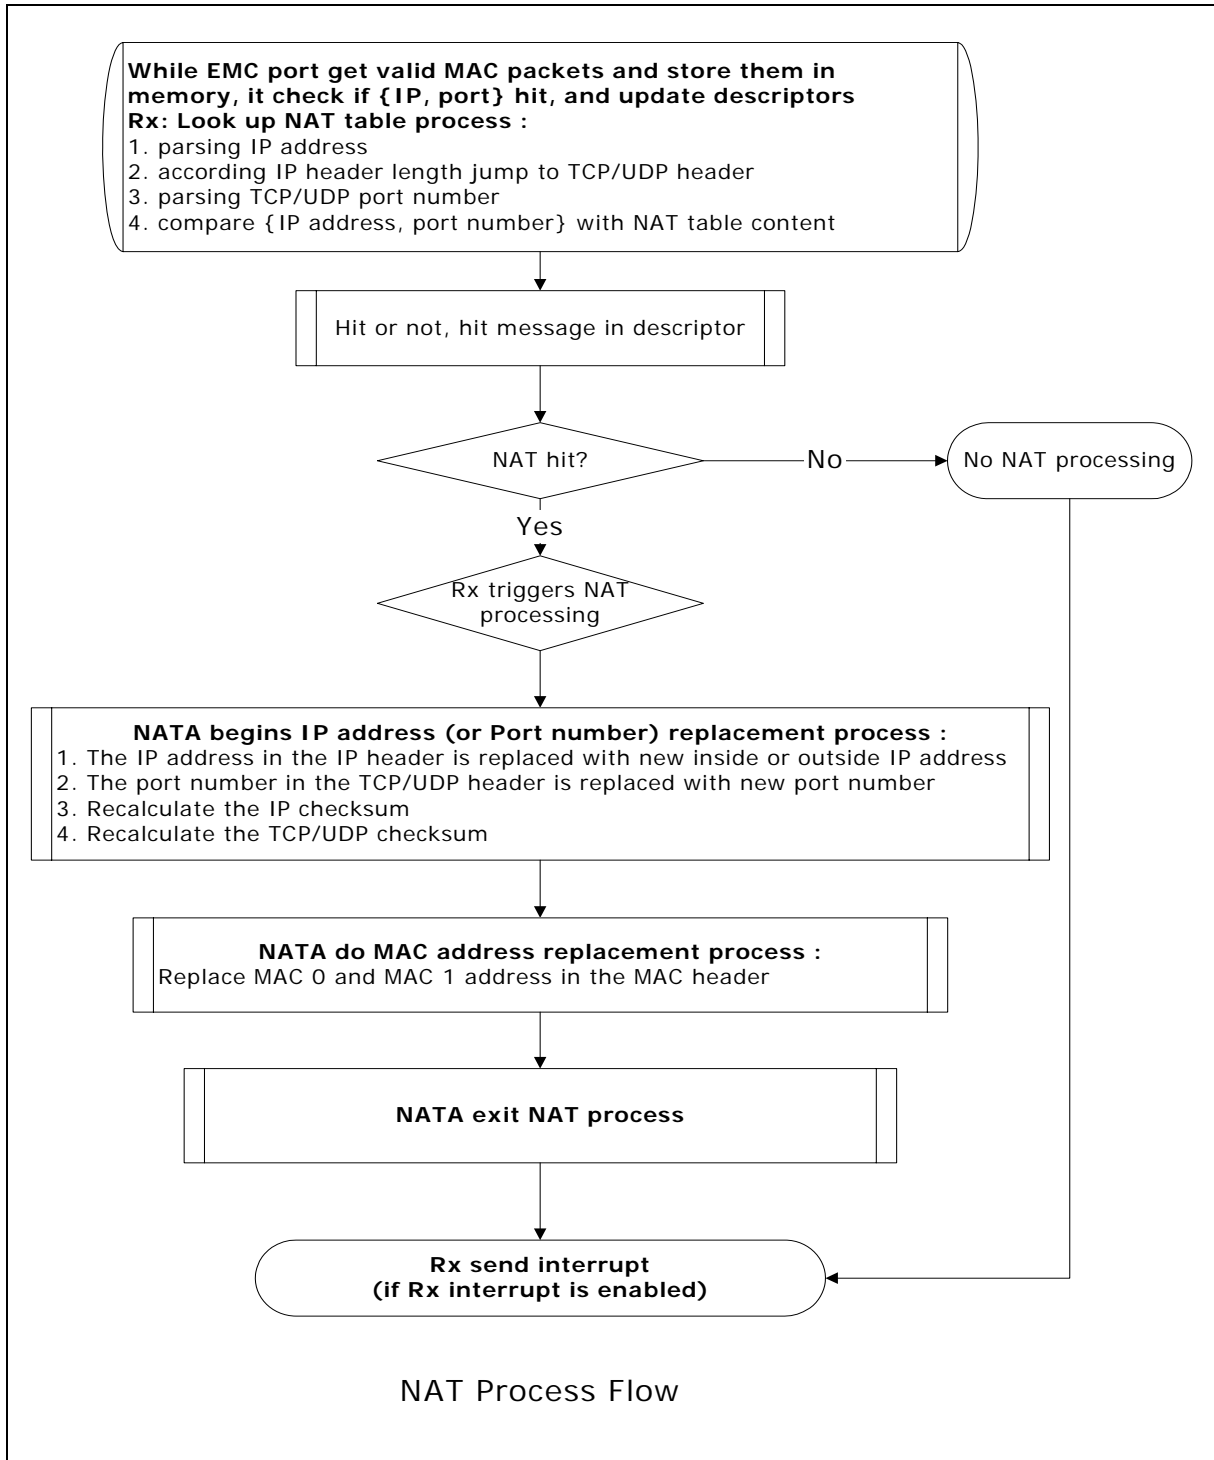 While EMC port get valid MAC packets and store them in
memory, it check if {IP, port} hit, and update descriptors
Rx: Look up NAT table process :
1. parsing IP address
2. according IP header length jump to TCP/UDP header
3. parsing TCP/UDP port number
4. compare {IP address, port number} with NAT table content
Hit or not, hit message in descriptor
NAT hit?
No
No NAT processing
Yes
Rx triggers NAT
processing
NATA begins IP address (or Port number) replacement process :
1. The IP address in the IP header is replaced with new inside or outside IP address
2. The port number in the TCP/UDP header is replaced with new port number
3. Recalculate the IP checksum
4. Recalculate the TCP/UDP checksum
NATA do MAC address replacement process :
Replace MAC 0 and MAC 1 address in the MAC header
NATA exit NAT process
Rx send interrupt
(if Rx interrupt is enabled)
NAT Process Flow